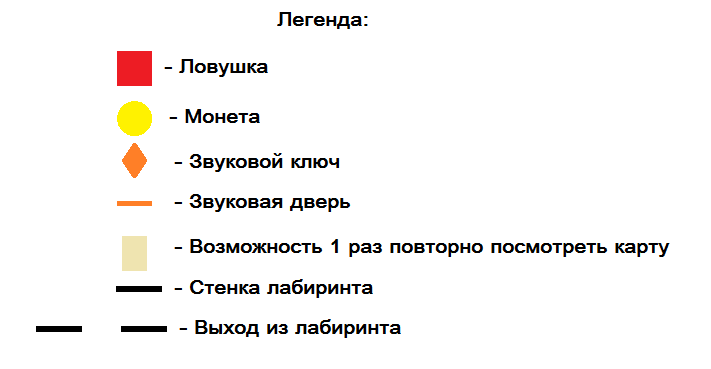 Легенда:
- Ловушка
- Монета
- Звуковой ключ
- Звуковая дверь
- Возможность 1 раз повторно посмотреть карту
- Стенка лабиринта
- Выход из лабиринта